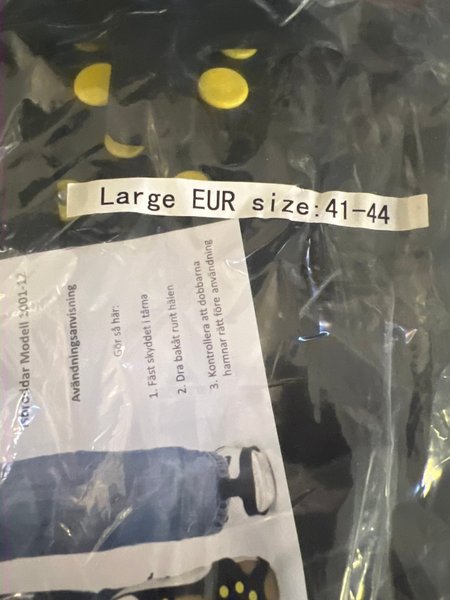 Large EUR size:41-44
Modell 2001-12
Avändningsanvisning
Gör så här:
1. Fäst skyddet i tårna
2. Dra bakåt runt hälen
3. Kontrollera att dobbarna
hamnar rätt före användning